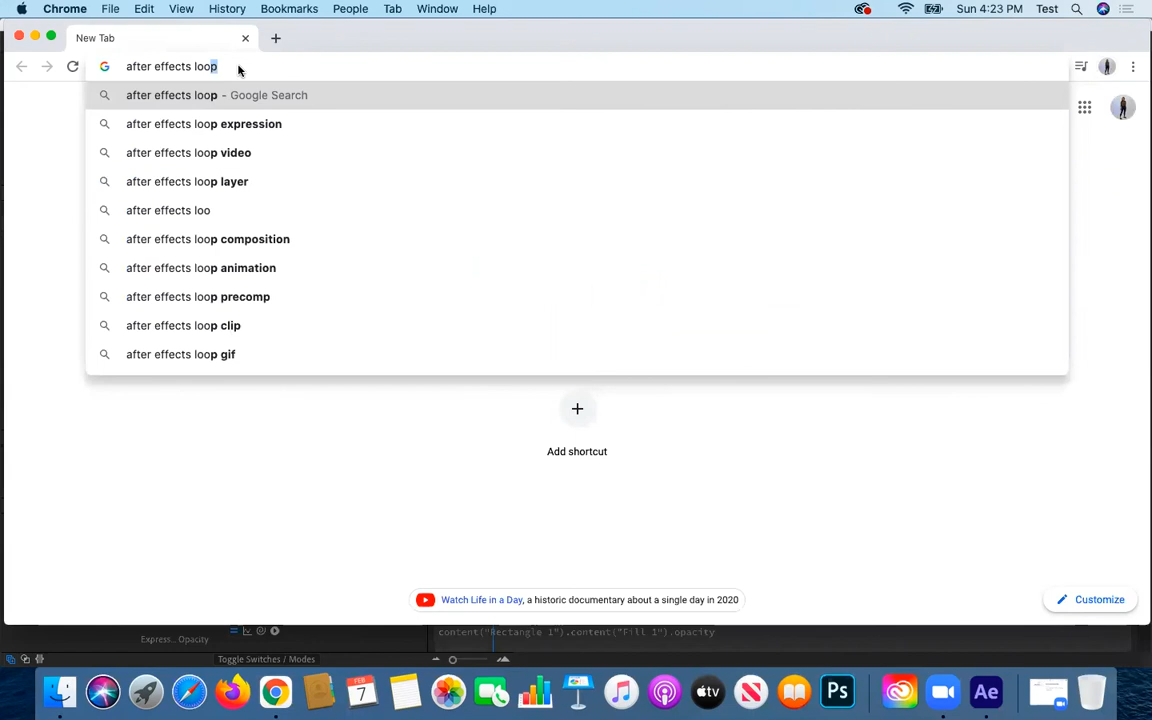 Chrome File Edit View History Bookmarks People Tab Window Help Sun 4:23 PM Test
New Tab
after effects loop
after effects loop - Google Search
after effects loop expression
after effects loop video
after effects loop layer
after effects loo
after effects loop composition
after effects loop animation
after effects loop precomp
after effects loop clip
after effects loop gif
Add shortcut
Watch Life in a Day, a historic documentary about a single day in 2020
Customize
Express... Opacity
content("Rectangle 1").content("Fill 1").opacity
Toggle Switches / Modes
FEB
7
tv
Ps
Ae